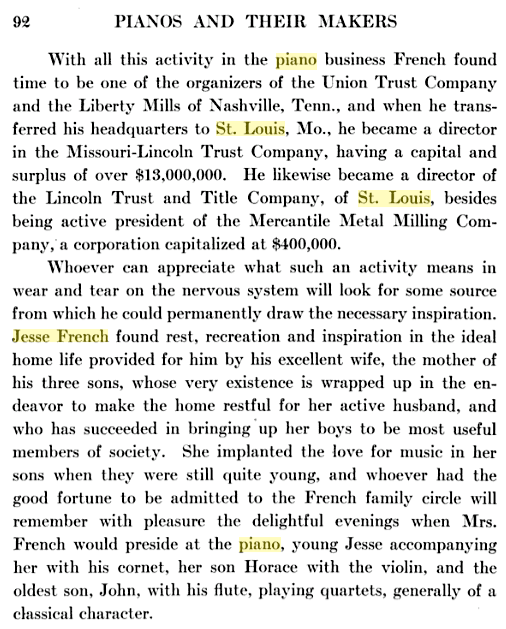 92 PIANOS AND THEIR MAKERS
With all this activity in the piano business French found
time to be one of the organizers of the Union Trust Company
and the Liberty Mills of Nashville, Tenn., and when he trans-
ferred his headquarters to St. Louis, Mo., he became a director
in the Missouri-Lincoln Trust Company, having a capital and
surplus of over $13,000,000. He likewise became a director of
the Lincoln Trust and Title Company, of St. Louis, besides
being active president of the Mercantile Metal Milling Com-
pany, a corporation capitalized at $400,000.
Whoever can appreciate what such an activity means in
wear and tear on the nervous system will look for some source
from which he could permanently draw the necessary inspiration.
Jesse French found rest, recreation and inspiration in the ideal
home life provided for him by his excellent wife, the mother of
his three sons, whose very existence is wrapped up in the en-
deavor to make the home restful for her active husband, and
who has succeeded in bringing up her boys to be most useful
members of society. She implanted the love for music in her
sons when they were still quite young, and whoever had the
good fortune to be admitted to the French family circle will
remember with pleasure the delightful evenings when Mrs.
French would preside at the piano, young Jesse accompanying
her with his cornet, her son Horace with the violin, and the
oldest son, John, with his flute, playing quartets, generally of a
classical character.